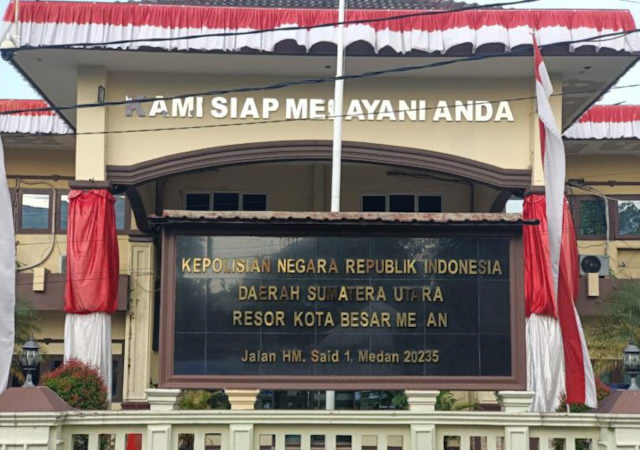 KAMI SIAP MELAYANI ANDA
KEPOLISIAN NEGARA REPUBLIK INDONESIA
DAERAH SUMATERA UTARA
RESOR KOTA BESAR ME AN
Jalan HM. Said 1, Medan 20235